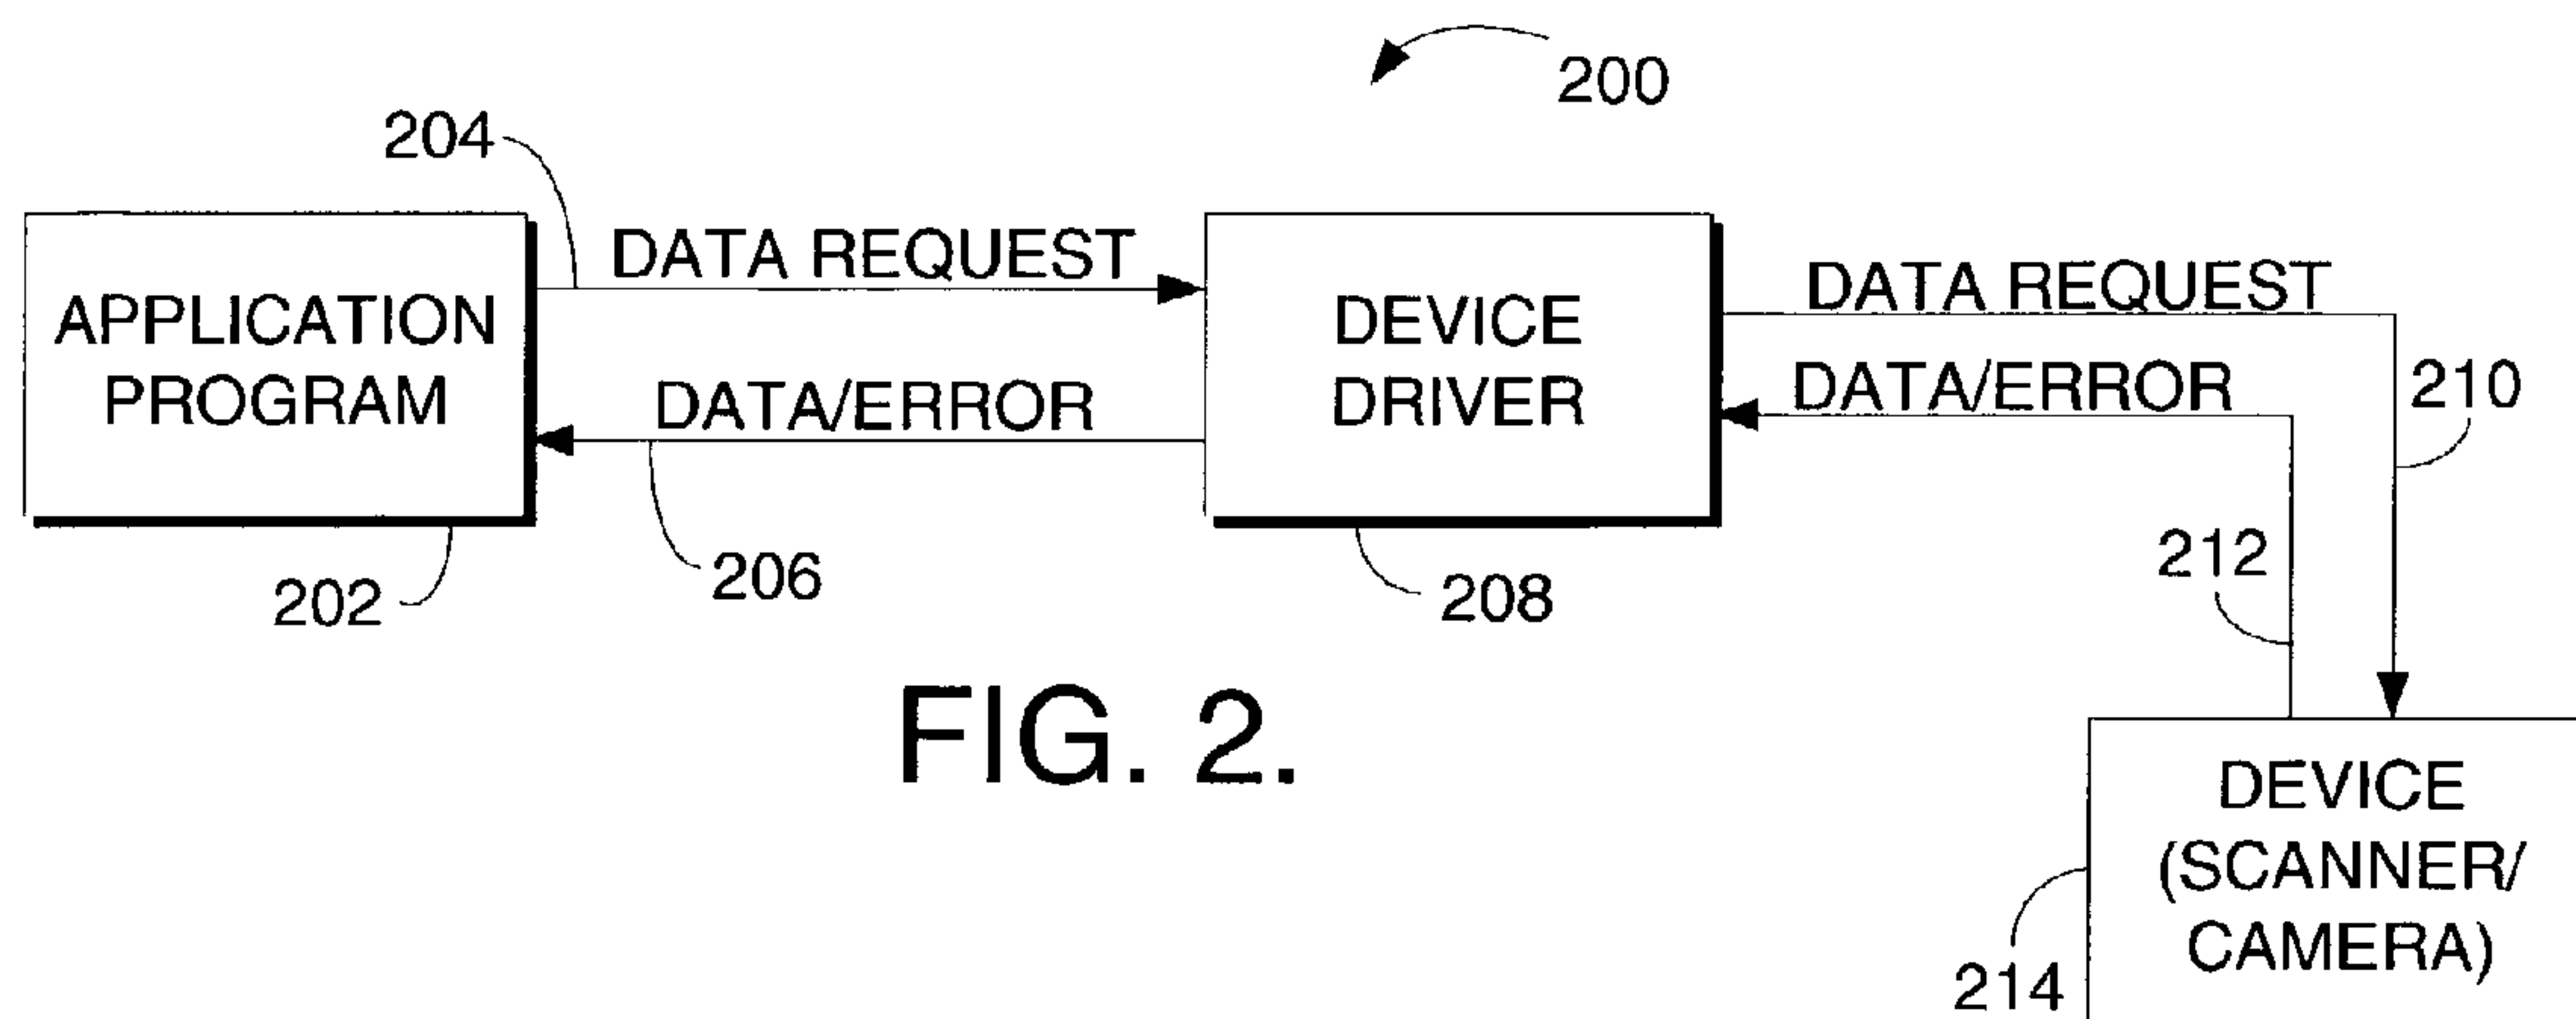 200
204
DATA REQUEST
DATA REQUEST
APPLICATION
PROGRAM
DEVICE
DRIVER
DATA/ERROR
DATA/ERROR
210
212
202
206
208
FIG. 2.
DEVICE
(SCANNER/
CAMERA)
214